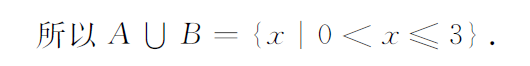 所以 A ∪ B = {x | 0 < x ⩽ 3} .